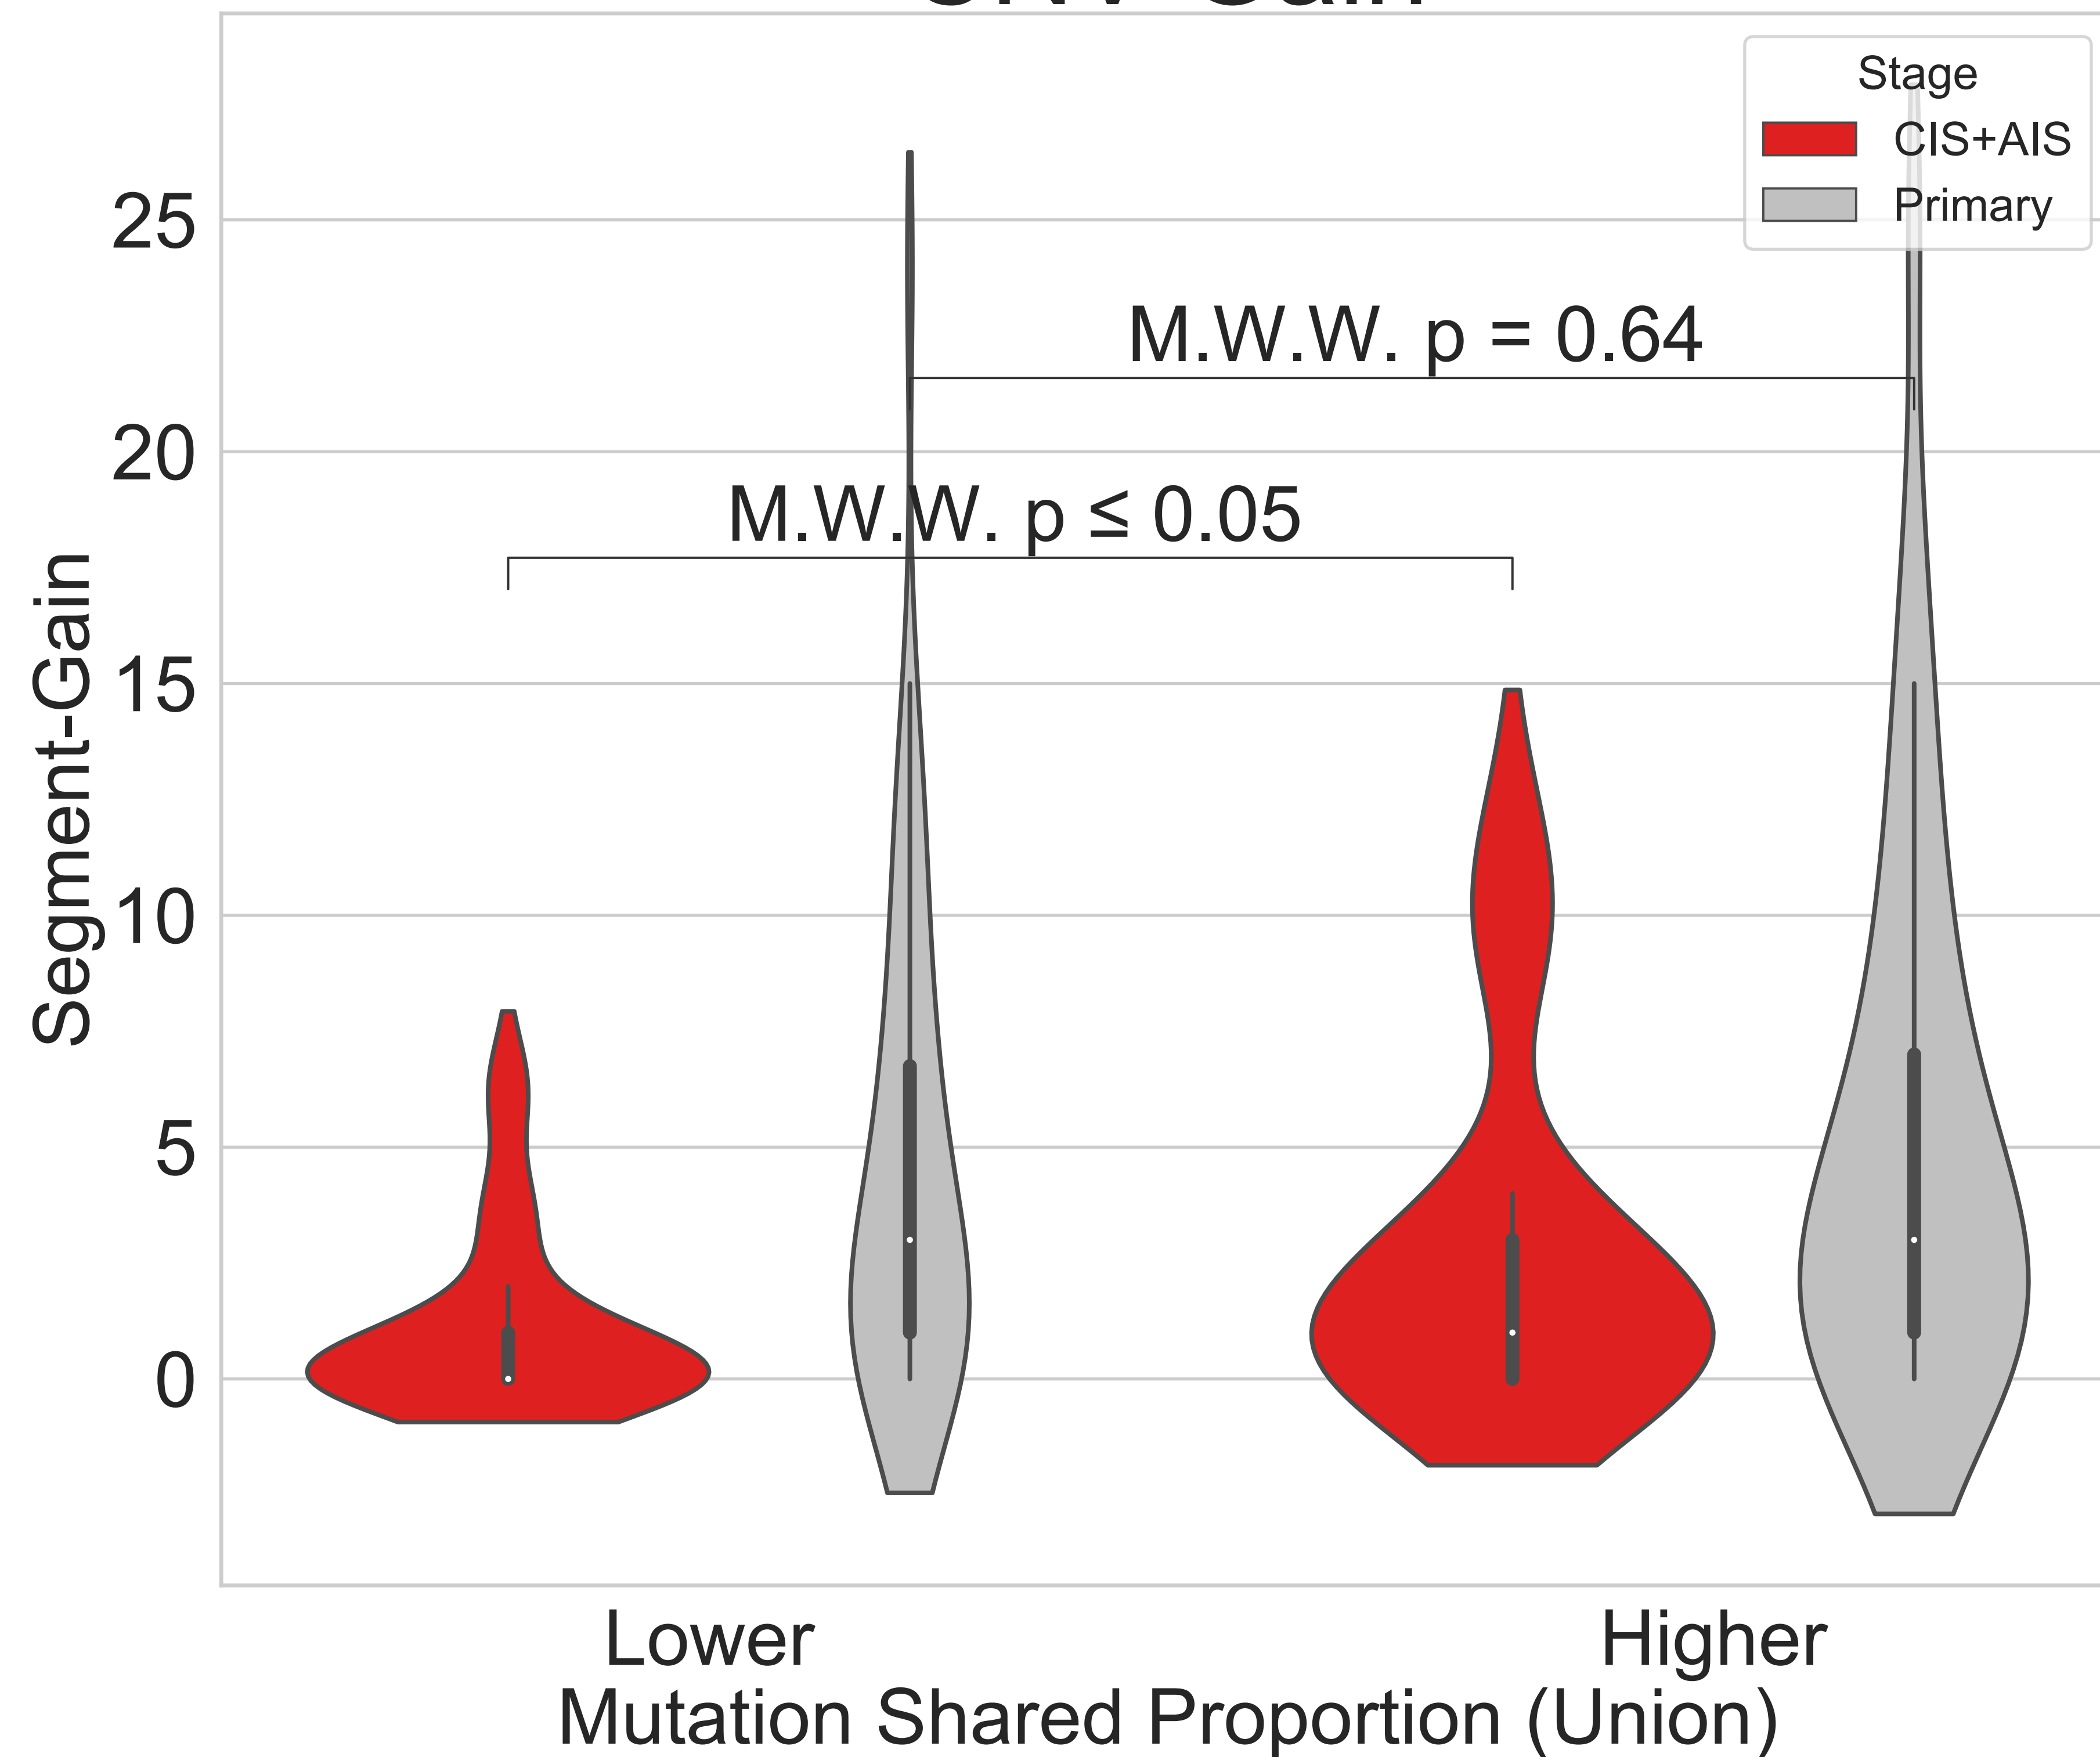 Stage
CIS+AIS
Primary
25
20
15
10
5
0
Segment-Gain
M.W.W. p = 0.64
M.W.W. p ≤ 0.05
Lower
Higher
Mutation Shared Proportion (Union)